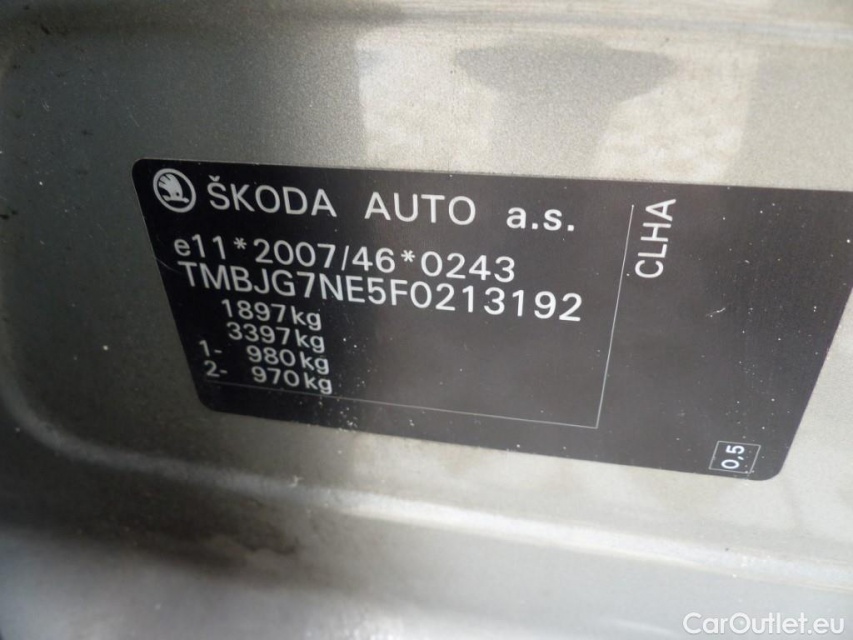 ŠKODA AUTO a.s.
e11*2007/46*0243
TMBJG7NE5F0213192
1897kg
3397kg
1- 980kg
2- 970kg
CLHA
0,5
CarOutlet.eu